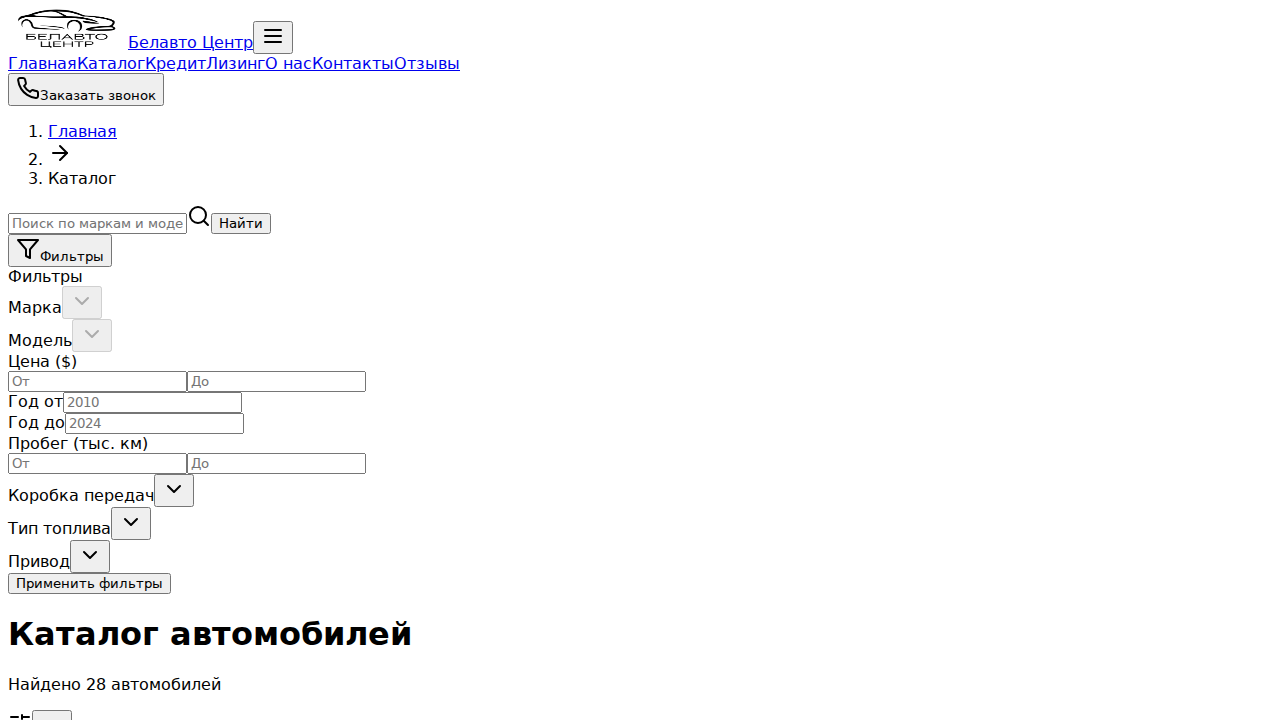 БЕЛАВТО
ЦЕНТР
Белавто Центр
ГлавнаяКаталогКредитЛизингО насКонтактыОтзывы
Заказать звонок
1. Главная
2.
3. Каталог
Поиск по маркам и моде
Найти
Фильтры
Фильтры
Марка
Модель
Цена ($)
От До
Год от 2010
Год до 2024
Пробег (тыс. км)
От До
Коробка передач
Тип топлива
Привод
Применить фильтры
Каталог автомобилей
Найдено 28 автомобилей